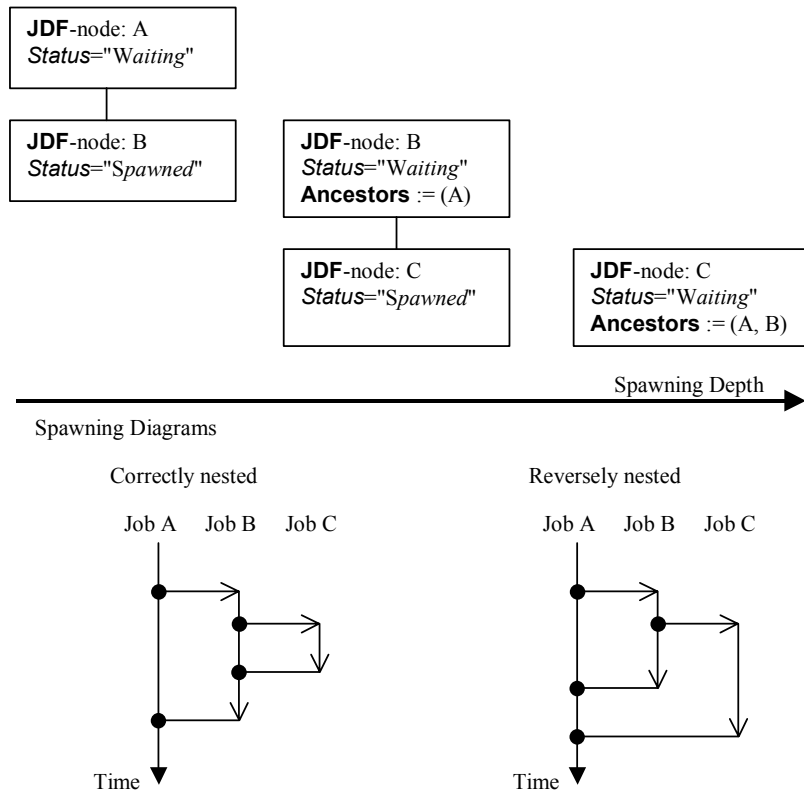 JDF-node: A
Status="Waiting"
JDF-node: B
Status="Spawned"
JDF-node: B
Status="Waiting"
Ancestors := (A)
JDF-node: C
Status="Spawned"
JDF-node: C
Status="Waiting"
Ancestors := (A, B)
Spawning Depth
Spawning Diagrams
Correctly nested
Job A Job B Job C
Time
Reversely nested
Job A Job B Job C
Time